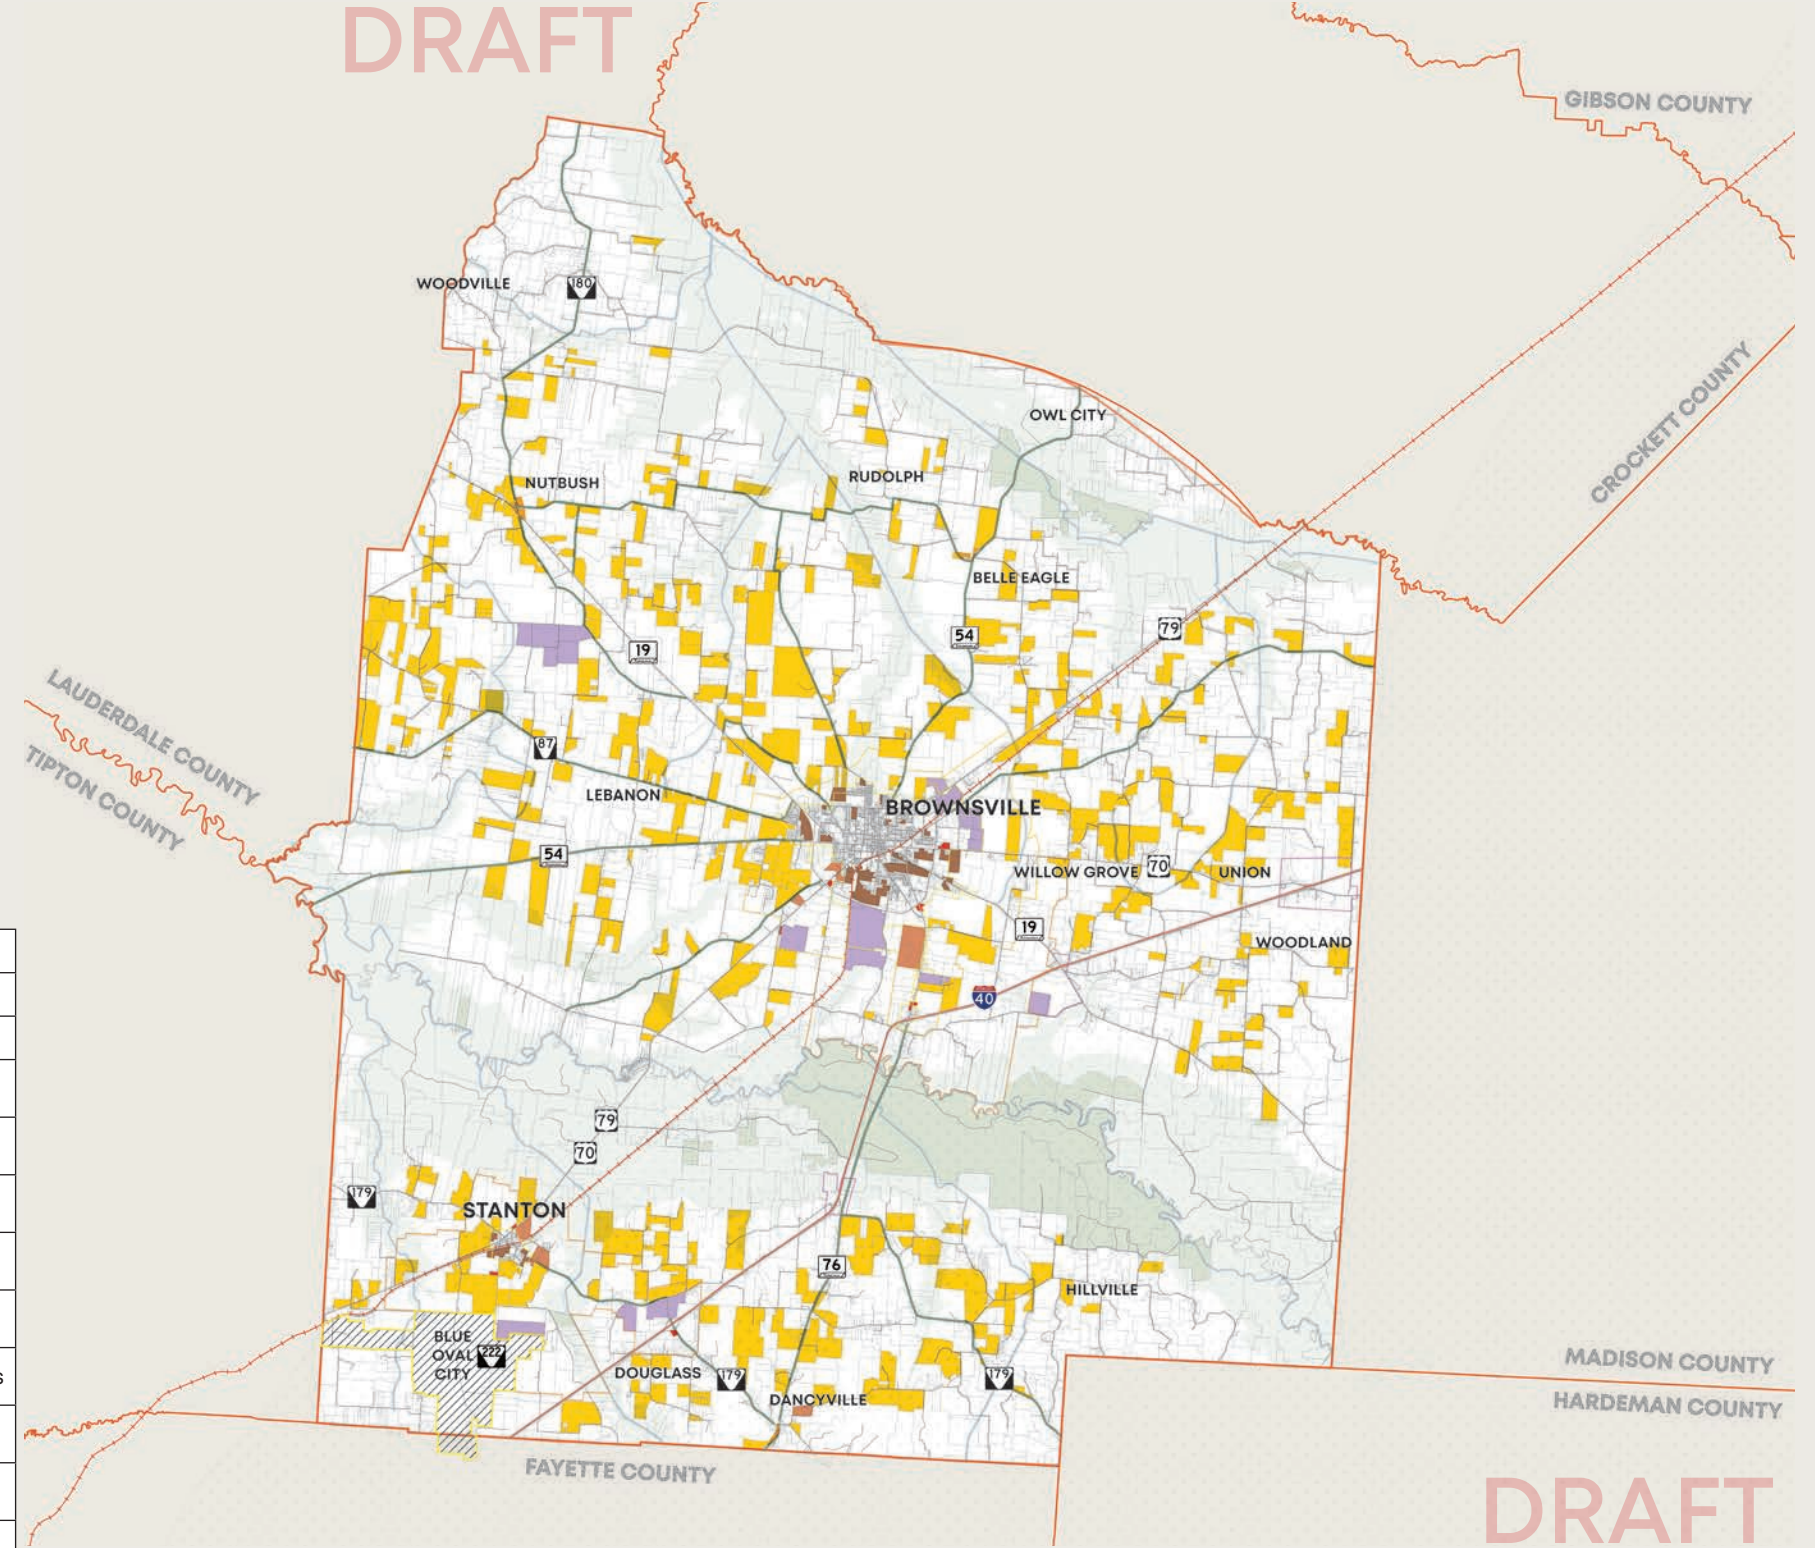 DRAFT
GIBSON COUNTY
WOODVILLE
180
CROCKETT COUNTY
OWL CITY
RUDOLPH
NUTBUSH
BELLE EAGLE
79
54
19
LAUDERDALE COUNTY
TIPTON COUNTY
87
LEBANON
BROWNSVILLE
54
WILLOW GROVE
70
UNION
19
WOODLAND
40
79
70
179
STANTON
76
HILLVILLE
BLUE
OVAL
CITY
222
DOUGLASS
179
179
DANCYVILLE
MADISON COUNTY
HARDEMAN COUNTY
FAYETTE COUNTY
s
DRAFT